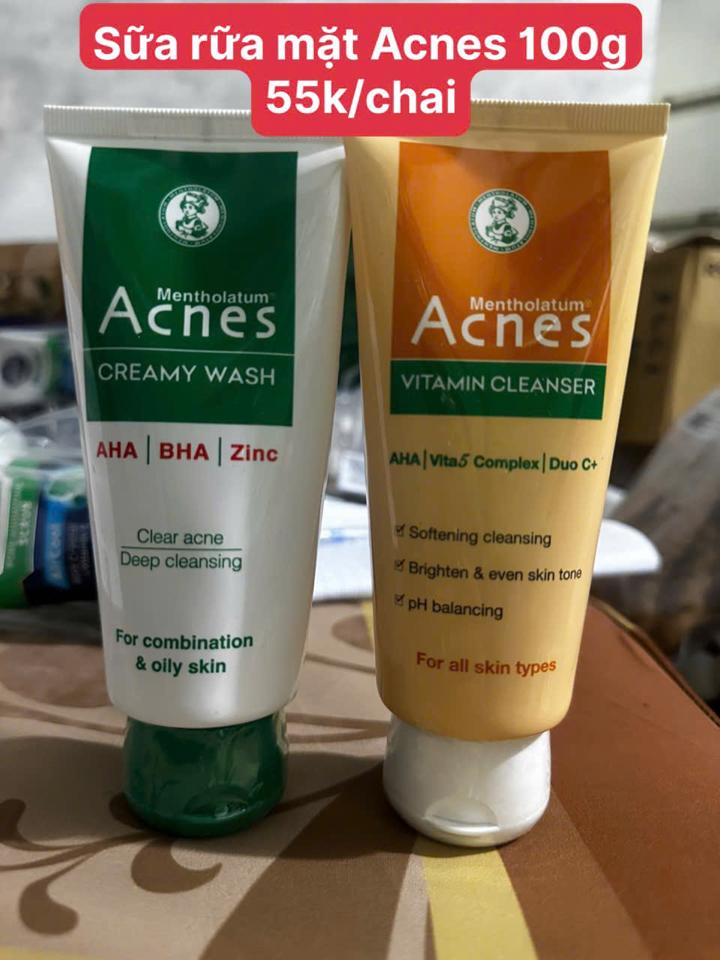 Sữa rữa mặt Acnes 100g
55k/chai
Mentholatum®
Acnes
CREAMY WASH
AHA | BHA | Zinc
Clear acne
Deep cleansing
For combination
& oily skin
Mentholatum®
Acnes
VITAMIN CLEANSER
AHA | Vita5 Complex | Duo C+
Softening cleansing
Brighten & even skin tone
pH balancing
For all skin types